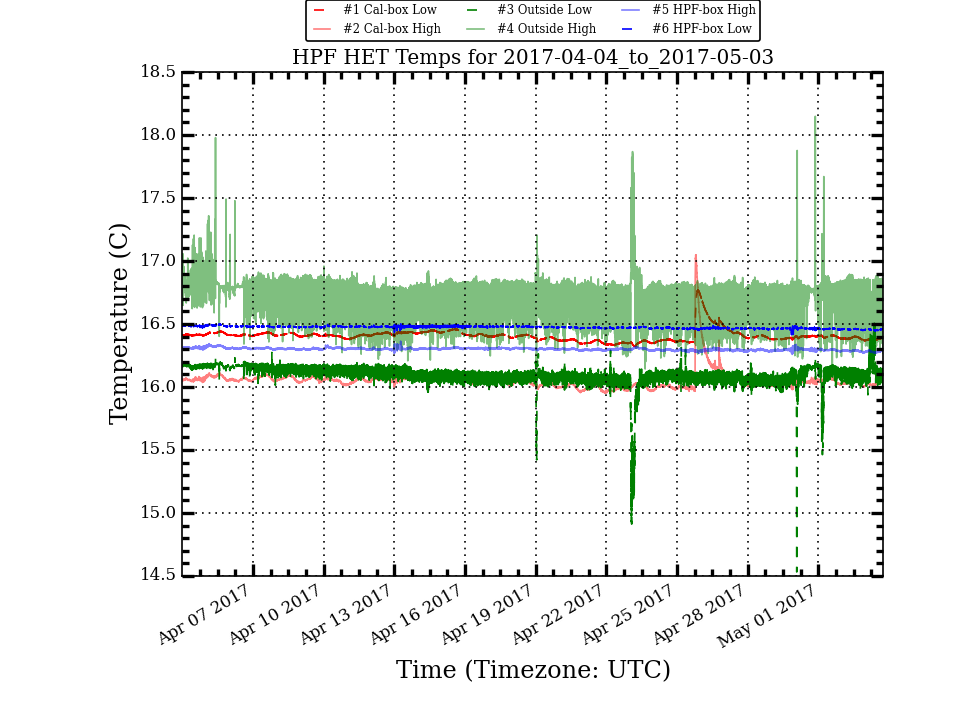 #1 Cal-box Low #3 Outside Low #5 HPF-box High
#2 Cal-box High #4 Outside High #6 HPF-box Low
HPF HET Temps for 2017-04-04_to_2017-05-03
18.5
18.0
17.5
17.0
16.5
16.0
15.5
15.0
14.5
Temperature (C)
Apr 07 2017
Apr 10 2017
Apr 13 2017
Apr 16 2017
Apr 19 2017
Apr 22 2017
Apr 25 2017
Apr 28 2017
May 01 2017
Time (Timezone: UTC)